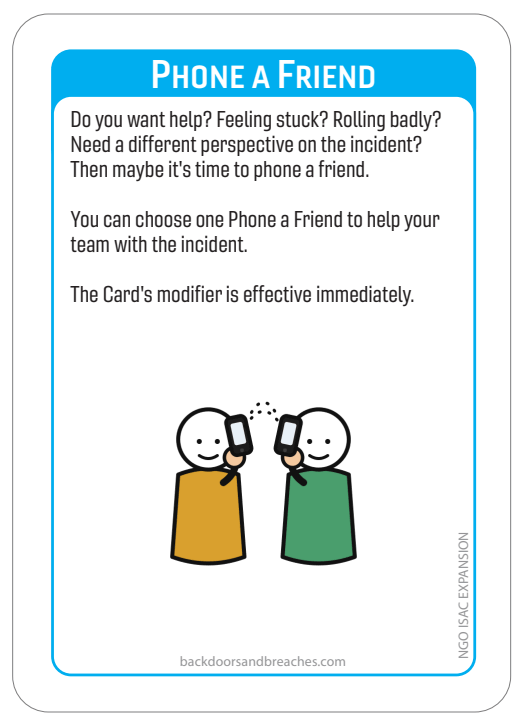 PHONE A FRIEND
Do you want help? Feeling stuck? Rolling badly?
Need a different perspective on the incident?
Then maybe it's time to phone a friend.
You can choose one Phone a Friend to help your
team with the incident.
The Card's modifier is effective immediately.
NGO ISAC EXPANSION
backdoorsandbreaches.com